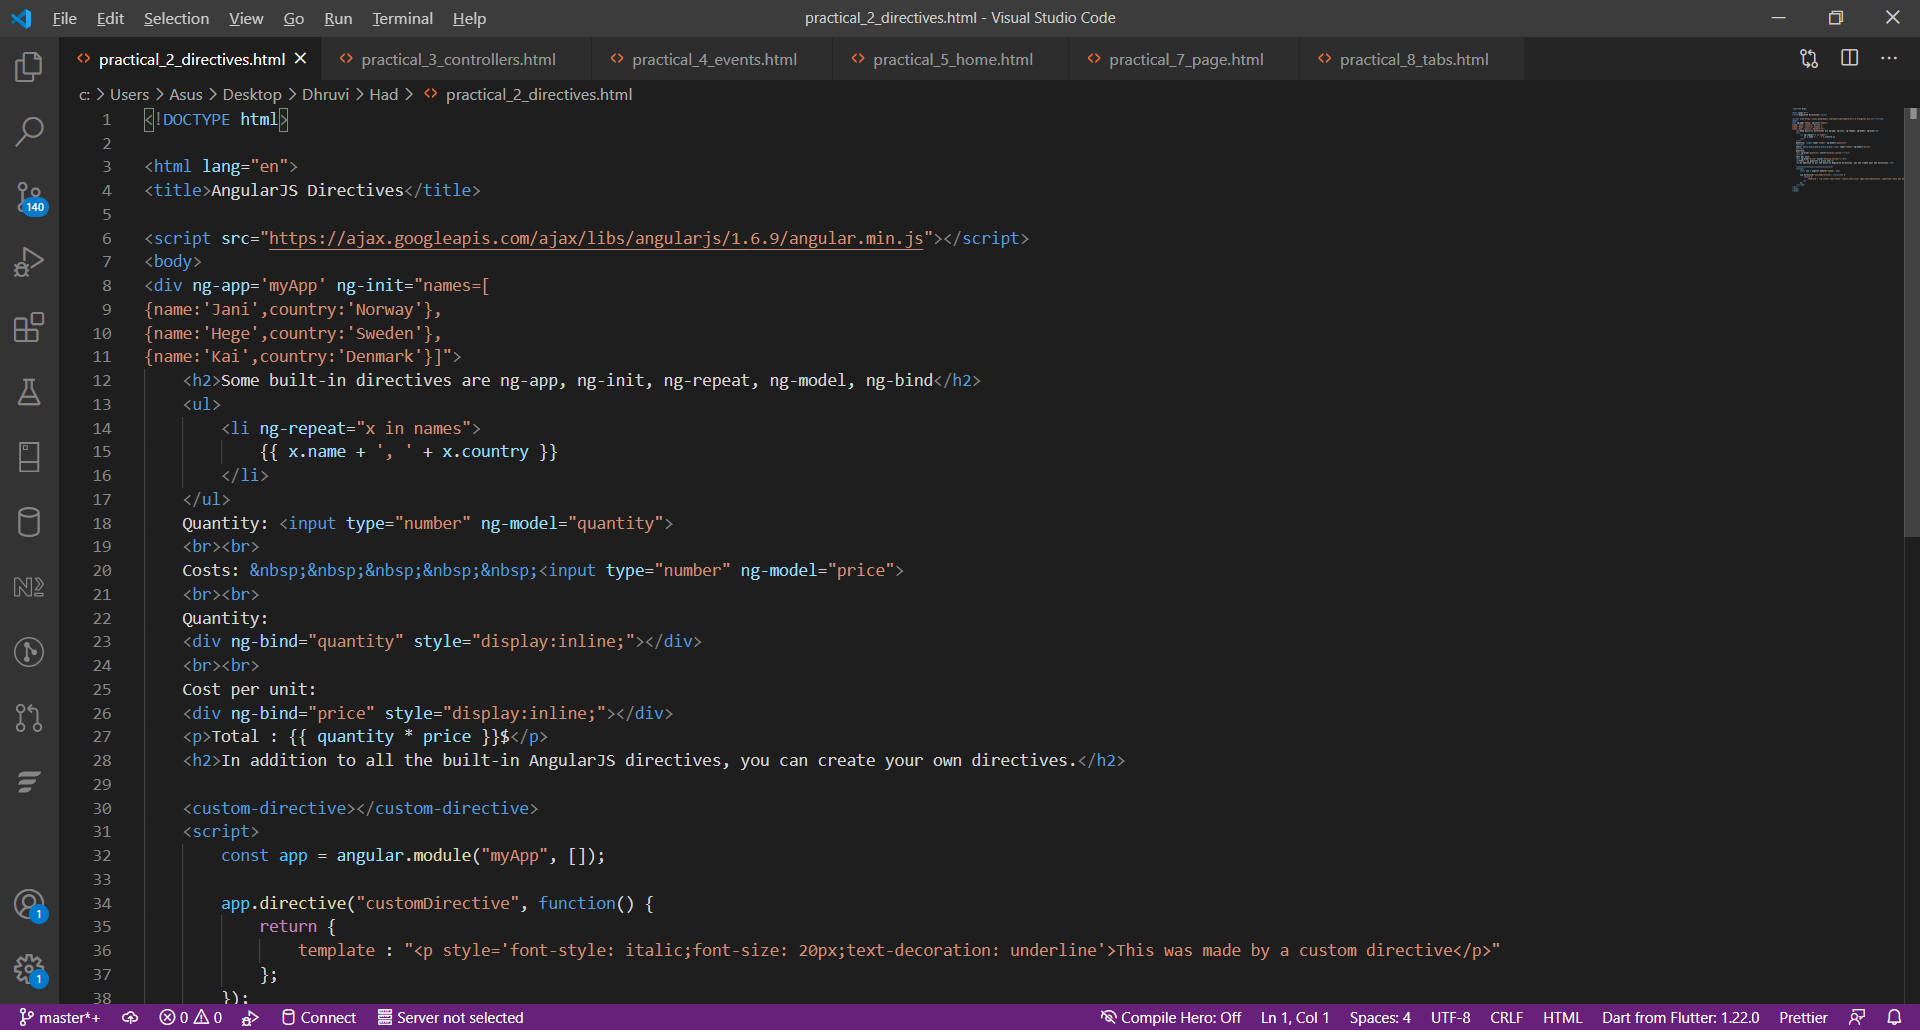 File Edit Selection View Go Run Terminal Help
practical_2_directives.html - Visual Studio Code
practical_2_directives.html practical_3_controllers.html practical_4_events.html practical_5_home.html practical_7_page.html practical_8_tabs.html
c: > Users > Asus > Desktop > Dhruvi > Had > practical_2_directives.html
1 <!DOCTYPE html>
2
3 <html lang="en">
4 <title>AngularJS Directives</title>
5
6 <script src="https://ajax.googleapis.com/ajax/libs/angularjs/1.6.9/angular.min.js"></script>
7 <body>
8 <div ng-app='myApp' ng-init="names=[
9 {name:'Jani',country:'Norway'},
10 {name:'Hege',country:'Sweden'},
11 {name:'Kai',country:'Denmark'}]">
12 <h2>Some built-in directives are ng-app, ng-init, ng-repeat, ng-model, ng-bind</h2>
13 <ul>
14 <li ng-repeat="x in names">
15 {{ x.name + ', ' + x.country }}
16 </li>
17 </ul>
18 Quantity: <input type="number" ng-model="quantity">
19 <br><br>
20 Costs: &nbsp;&nbsp;&nbsp;&nbsp;&nbsp;<input type="number" ng-model="price">
21 <br><br>
22 Quantity:
23 <div ng-bind="quantity" style="display:inline;"></div>
24 <br><br>
25 Cost per unit:
26 <div ng-bind="price" style="display:inline;"></div>
27 <p>Total : {{ quantity * price }}$</p>
28 <h2>In addition to all the built-in AngularJS directives, you can create your own directives.</h2>
29
30 <custom-directive></custom-directive>
31 <script>
32 const app = angular.module("myApp", []);
33
34 app.directive("customDirective", function() {
35 return {
36 template : "<p style='font-style: italic;font-size: 20px;text-decoration: underline'>This was made by a custom directive</p>"
37 };
38 });
140
1
1
master*+ 0 0 Connect Server not selected Compile Hero: Off Ln 1, Col 1 Spaces: 4 UTF-8 CRLF HTML Dart from Flutter: 1.22.0 Prettier